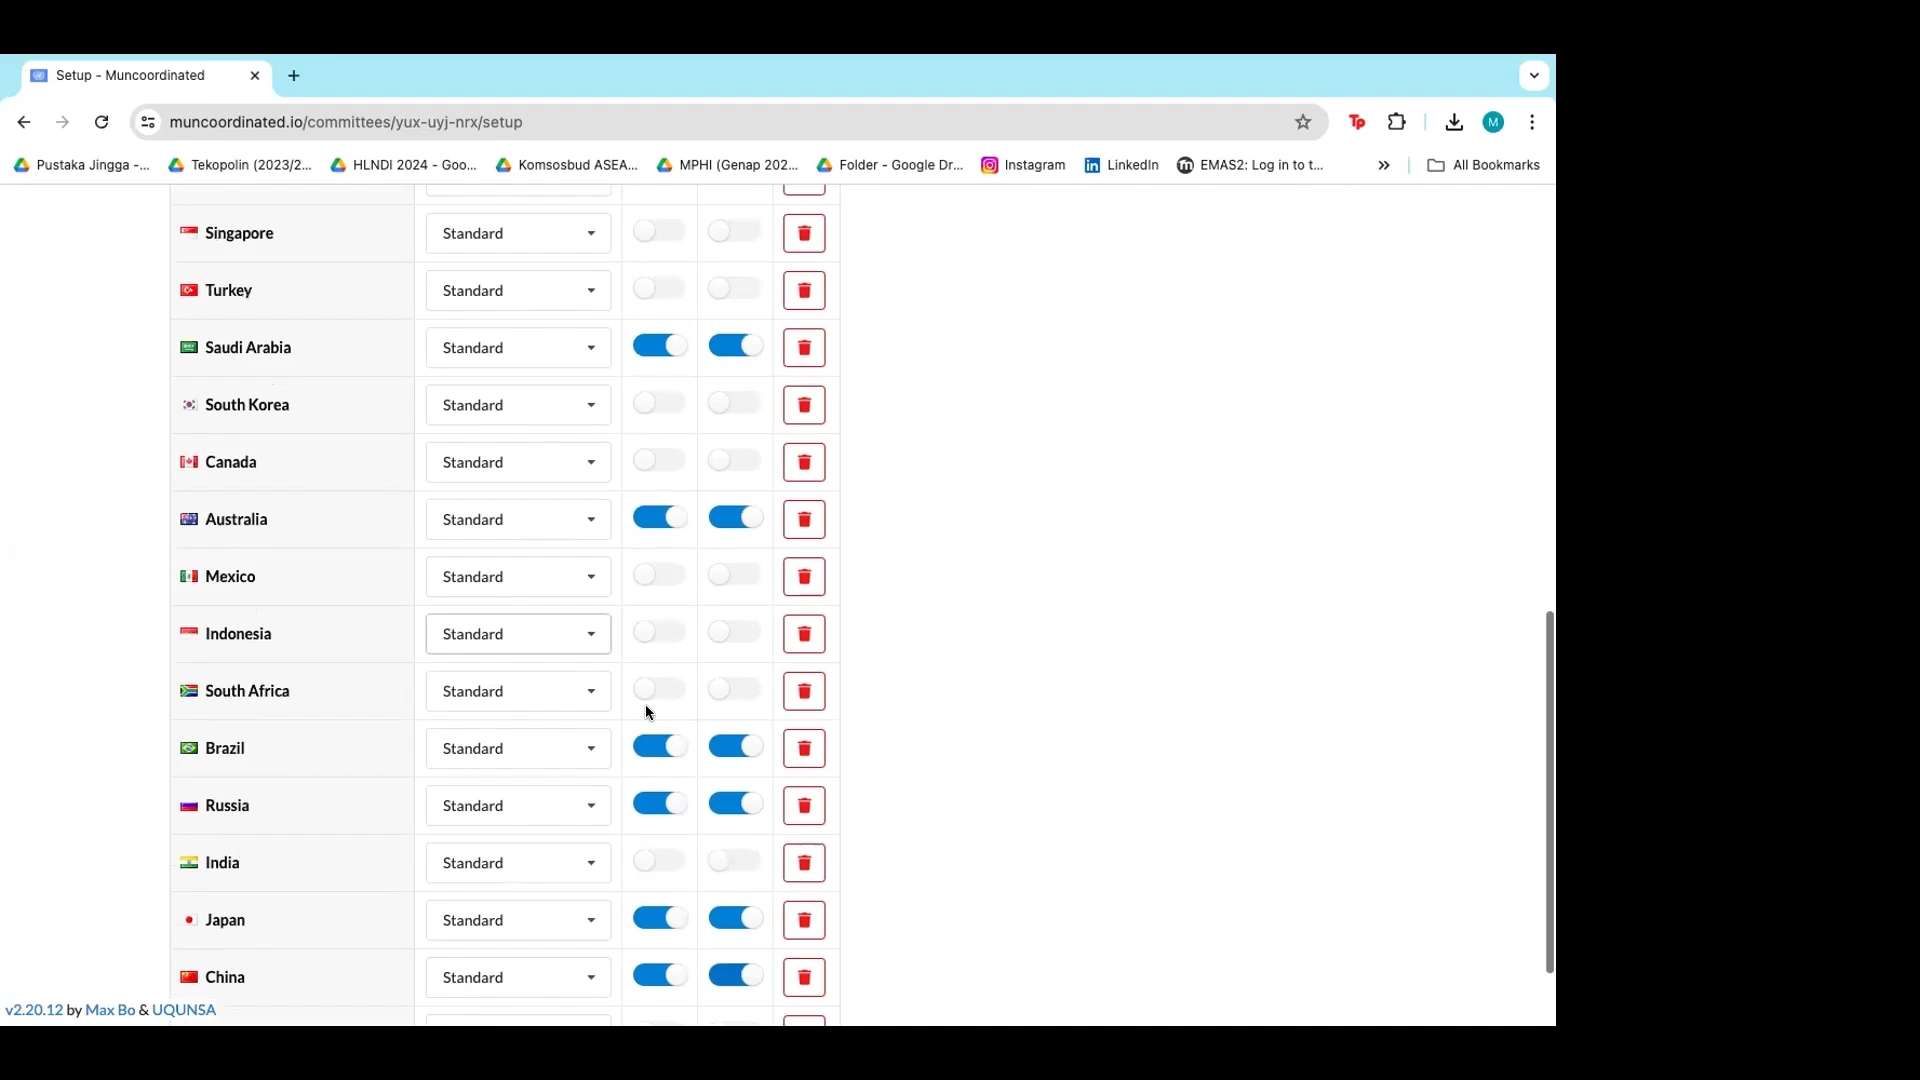 Setup - Muncoordinated
muncoordinated.io/committees/yux-uyj-nrx/setup
Tp
M
Pustaka Jingga -... Tekopolin (2023/2... HLNDI 2024 - Goo... Komsosbud ASEA... MPHI (Genap 202... Folder - Google Dr... Instagram LinkedIn EMAS2: Log in to t... » All Bookmarks
Singapore Standard
Turkey Standard
Saudi Arabia Standard
South Korea Standard
Canada Standard
Australia Standard
Mexico Standard
Indonesia Standard
South Africa Standard
Brazil Standard
Russia Standard
India Standard
Japan Standard
China Standard
v2.20.12 by Max Bo & UQUNSA